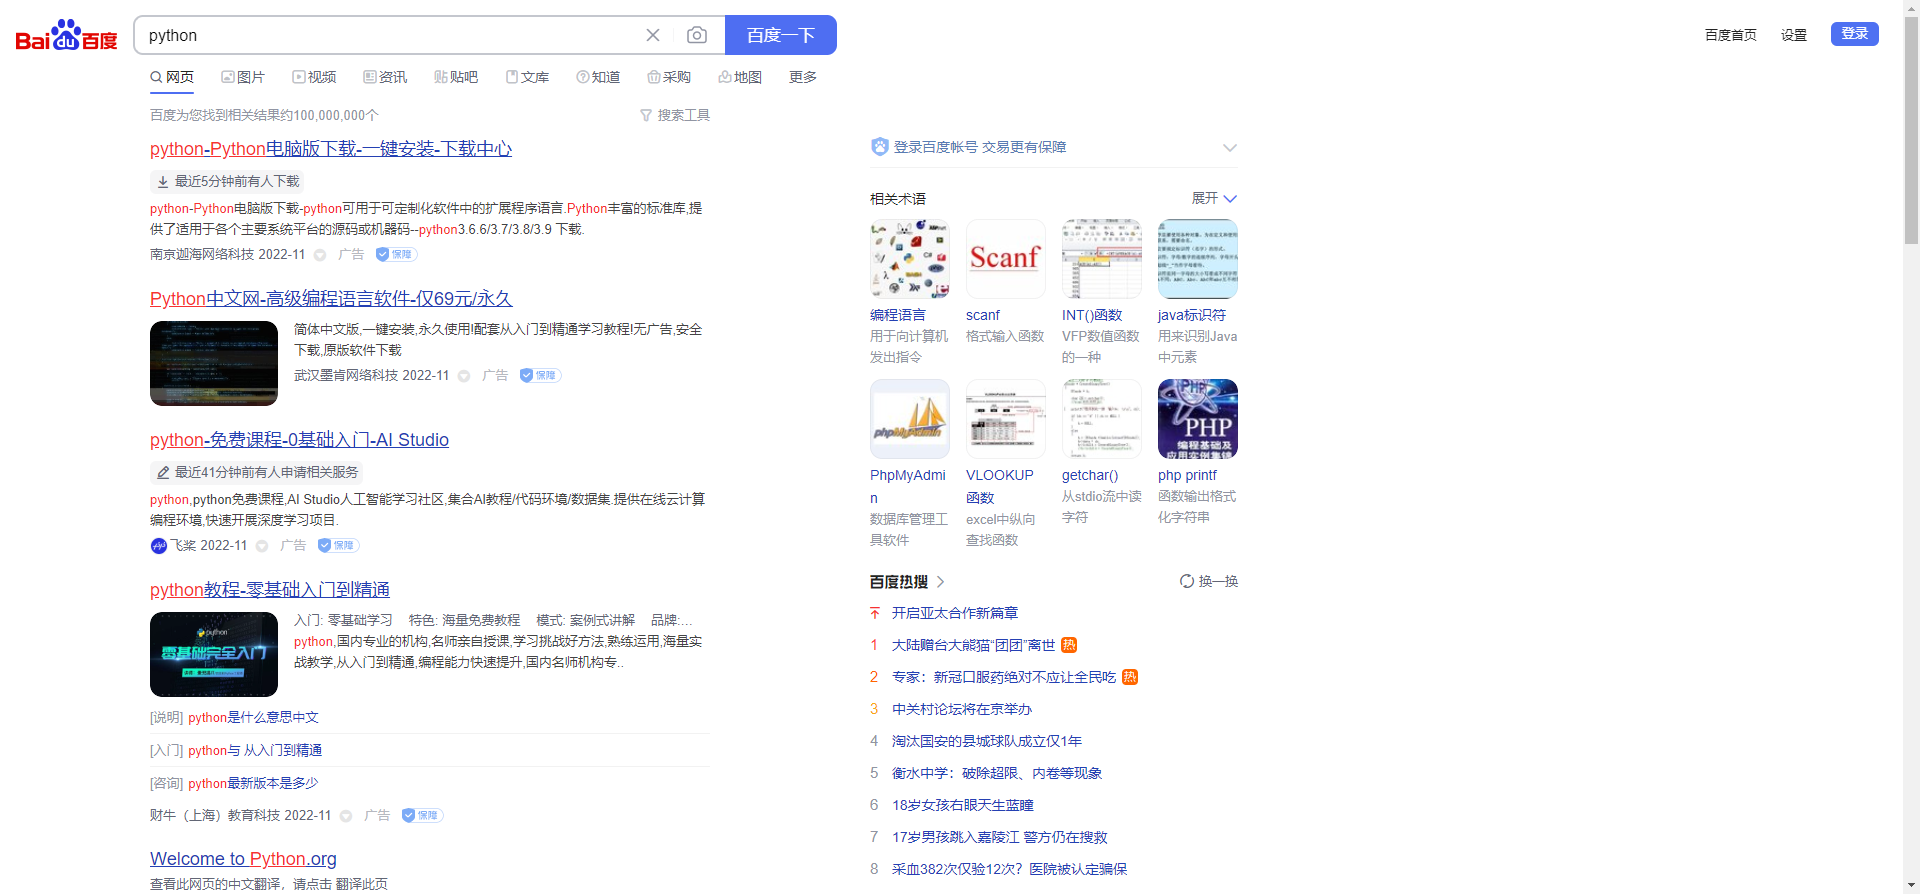 Bai du 百度
python
百度一下
百度首页
设置
登录
网页
图片
视频
资讯
贴吧
文库
知道
采购
地图
更多
百度为您找到相关结果约100,000,000个
搜索工具
python-Python电脑版下载-一键安装-下载中心
最近5分钟前有人下载
python-Python电脑版下载-python可用于可定制化软件中的扩展程序语言.Python丰富的标准库,提
供了适用于各个主要系统平台的源码或机器码--python3.6.6/3.7/3.8/3.9 下载.
南京迦海网络科技 2022-11 广告 保障
Python中文网-高级编程语言软件-仅69元/永久
简体中文版,一键安装,永久使用!配套从入门到精通学习教程!无广告,安全
下载,原版软件下载
武汉墨肯网络科技 2022-11 广告 保障
python-免费课程-0基础入门-AI Studio
最近41分钟前有人申请相关服务
python,python免费课程,AI Studio人工智能学习社区,集合AI教程/代码环境/数据集.提供在线云计算
编程环境,快速开展深度学习项目.
飞桨 2022-11 广告 保障
python教程-零基础入门到精通
python
零基础完全入门
入门: 零基础学习 特色: 海量免费教程 模式: 案例式讲解 品牌:...
python,国内专业的机构,名师亲自授课,学习挑战好方法,熟练运用,海量实
战教学,从入门到精通,编程能力快速提升,国内名师机构专..
[说明] python是什么意思中文
[入门] python与 从入门到精通
[咨询] python最新版本是多少
财牛（上海）教育科技 2022-11 广告 保障
Welcome to Python.org
查看此网页的中文翻译，请点击 翻译此页
登录百度帐号 交易更有保障
相关术语
展开
Scanf
编程语言
用于向计算机
发出指令
scanf
格式输入函数
INT()函数
VFP数值函数
的一种
java标识符
用来识别Java
中元素
phpMyAdmin
PHP
编程基础及
应用实例集锦
PhpMyAdmi
n
数据库管理工
具软件
VLOOKUP
函数
excel中纵向
查找函数
getchar()
从stdio流中读
字符
php printf
函数输出格式
化字符串
百度热搜
换一换
开启亚太合作新篇章
1 大陆赠台大熊猫“团团”离世 热
2 专家：新冠口服药绝对不应让全民吃 热
3 中关村论坛将在京举办
4 淘汰国安的县城球队成立仅1年
5 衡水中学：破除超限、内卷等现象
6 18岁女孩右眼天生蓝瞳
7 17岁男孩跳入嘉陵江 警方仍在搜救
8 采血382次仅验12次？医院被认定骗保